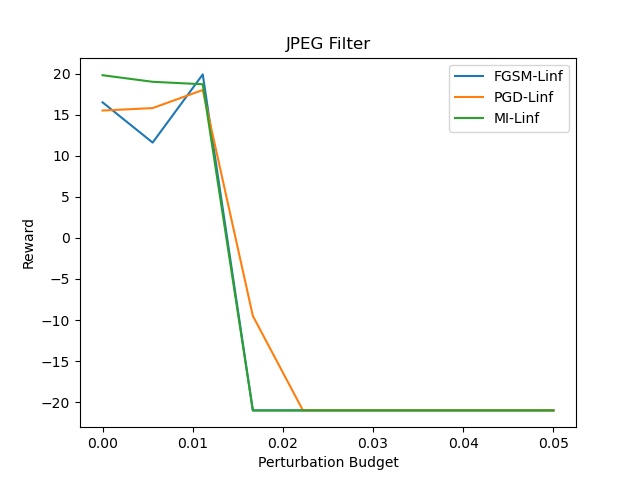 JPEG Filter
FGSM-Linf
PGD-Linf
MI-Linf
20
15
10
5
0
−5
−10
−15
−20
Reward
0.00 0.01 0.02 0.03 0.04 0.05
Perturbation Budget